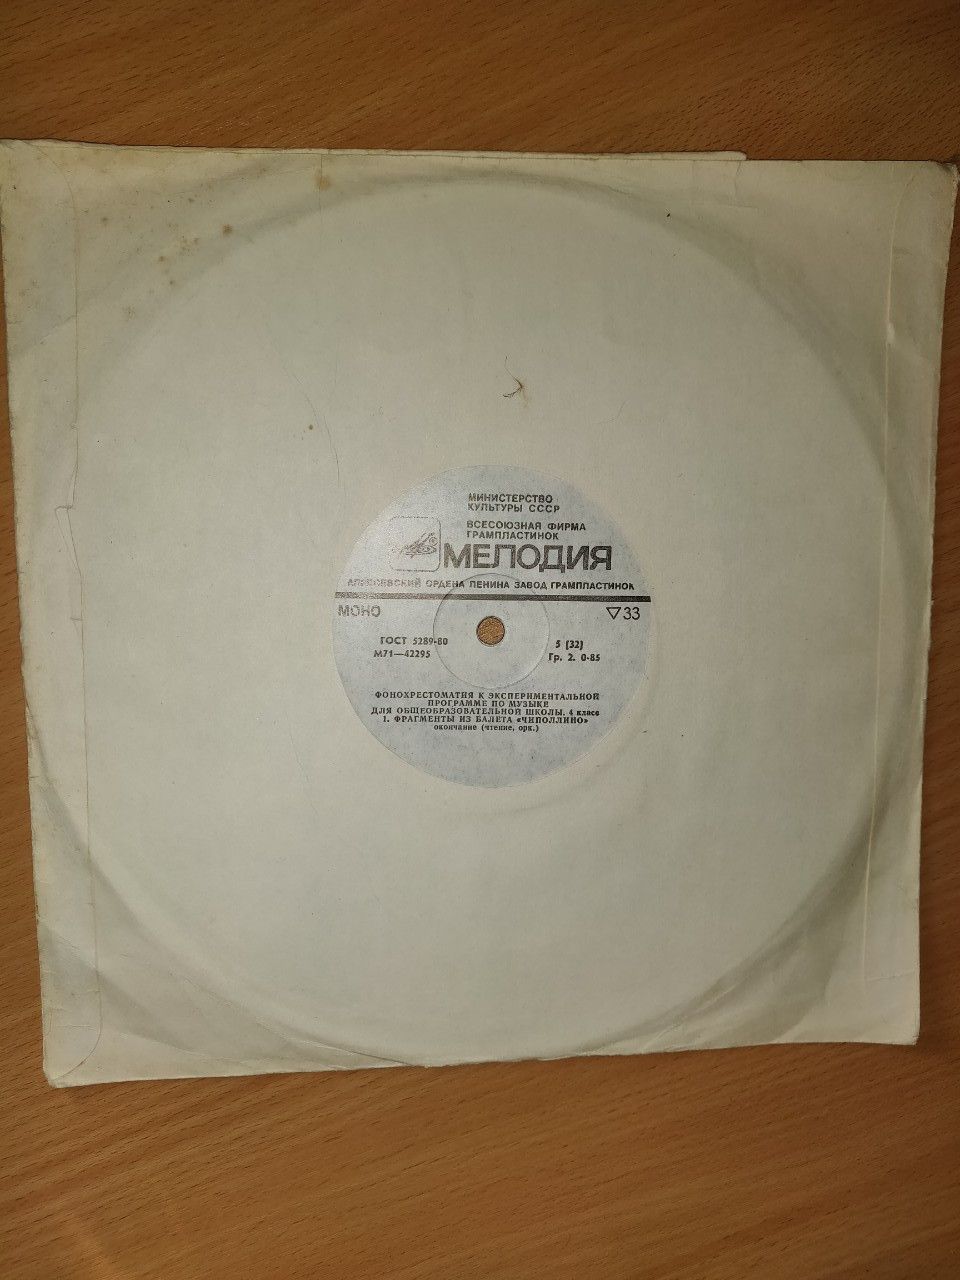 МИНИСТЕРСТВО
КУЛЬТУРЫ СССР
ВСЕСОЮЗНАЯ ФИРМА
ГРАМПЛАСТИНОК
МЕЛОДИЯ
АПРЕЛЕВСКИЙ ОРДЕНА ЛЕНИНА ЗАВОД ГРАМПЛАСТИНОК
МОНО ▽33
ГОСТ 5289-80 5 (32)
М71—42295 Гр. 2. 0-85
ФОНОХРЕСТОМАТИЯ К ЭКСПЕРИМЕНТАЛЬНОЙ
ПРОГРАММЕ ПО МУЗЫКЕ
ДЛЯ ОБЩЕОБРАЗОВАТЕЛЬНОЙ ШКОЛЫ. 4 класс
1. ФРАГМЕНТЫ ИЗ БАЛЕТА «ЧИПОЛЛИНО»
окончание (чтение, орк.)